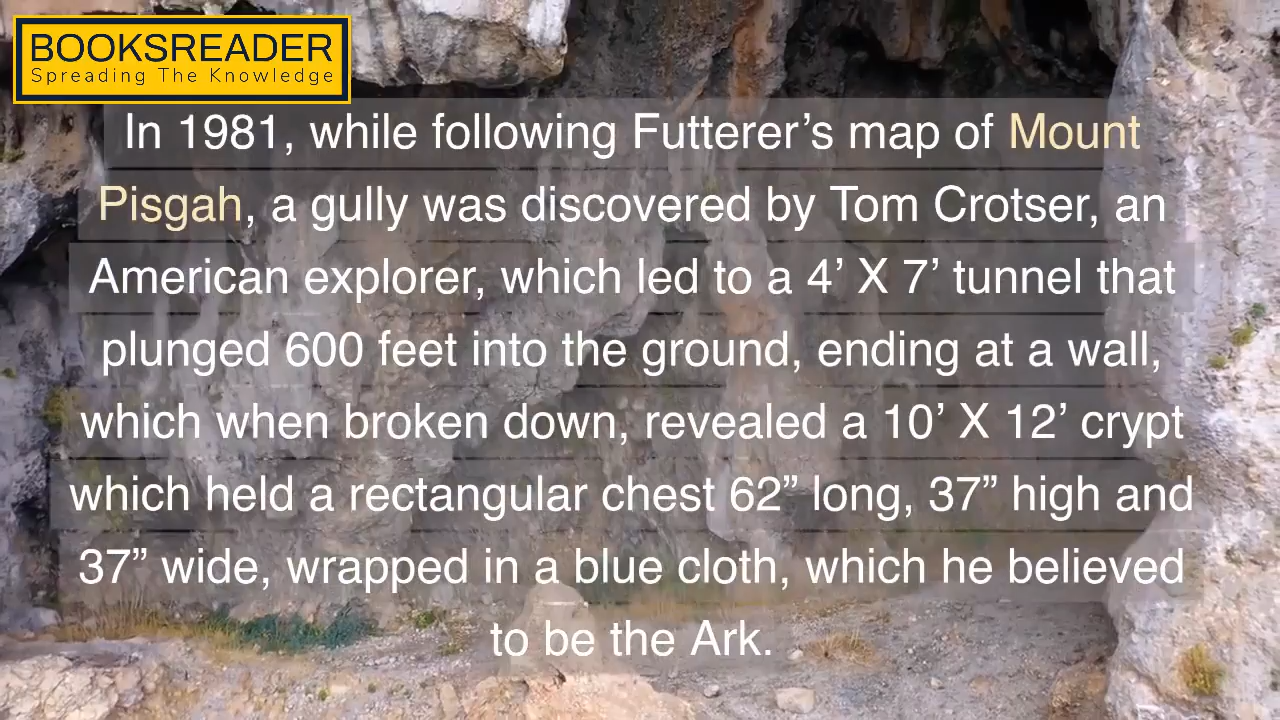 BOOKSREADER
Spreading The Knowledge
In 1981, while following Futterer’s map of Mount
Pisgah, a gully was discovered by Tom Crotser, an
American explorer, which led to a 4’ X 7’ tunnel that
plunged 600 feet into the ground, ending at a wall,
which when broken down, revealed a 10’ X 12’ crypt
which held a rectangular chest 62” long, 37” high and
37” wide, wrapped in a blue cloth, which he believed
to be the Ark.